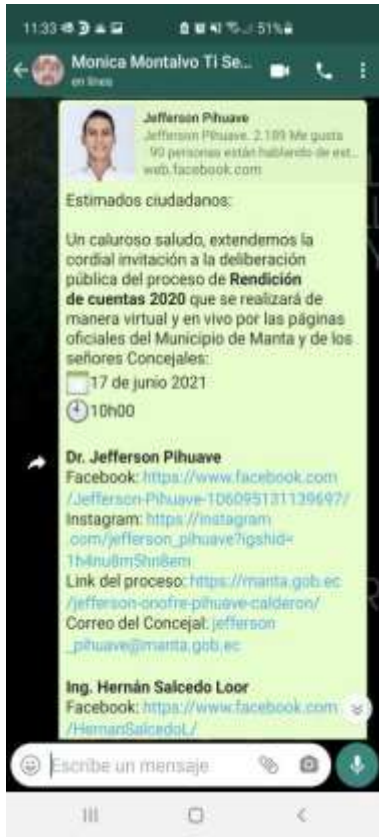 11:33
51%
Monica Montalvo Ti Se...
en línea
Jefferson Pihuave
Jefferson Pihuave. 2.189 Me gusta
90 personas están hablando de est...
web.facebook.com
Estimados ciudadanos:
Un caluroso saludo, extendemos la
cordial invitación a la deliberación
pública del proceso de Rendición
de cuentas 2020 que se realizará de
manera virtual y en vivo por las páginas
oficiales del Municipio de Manta y de los
señores Concejales:
17 de junio 2021
10h00
Dr. Jefferson Pihuave
Facebook: https://www.facebook.com
/Jefferson-Pihuave-106095131139697/
Instagram: https://instagram
.com/jefferson_pihuave?igshid=
Link del proceso: https://manta.gob.ec
/jefferson-onofre-pihuave-calderon/
Correo del Concejal: jefferson
_pihuave@manta.gob.ec
Ing. Hernán Salcedo Loor
Facebook: https://www.facebook.com
/HernanSalcedoL/
Escribe un mensaje